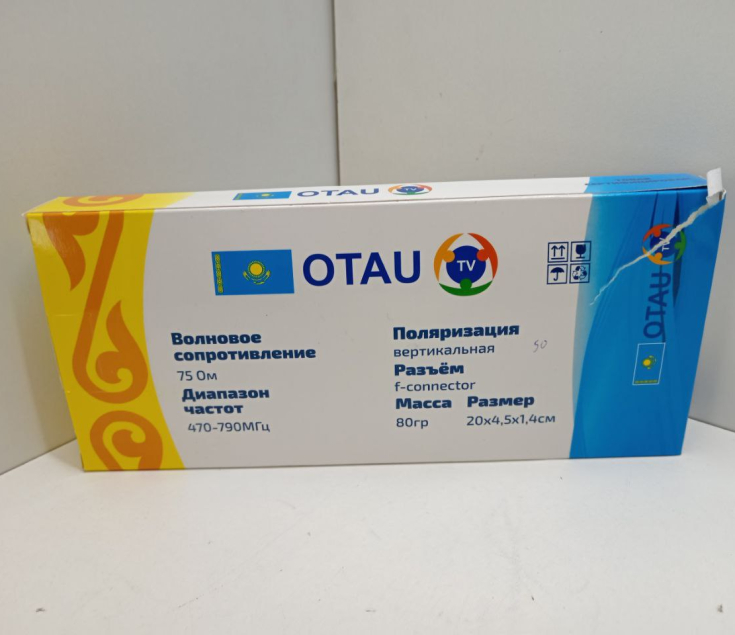 OTAU
OTAU TV
Волновое
сопротивление
75 Ом
Диапазон
частот
470-790МГц
Поляризация
вертикальная
50
Разъём
f-connector
Масса Размер
80гр 20x4,5x1,4см
OTAU